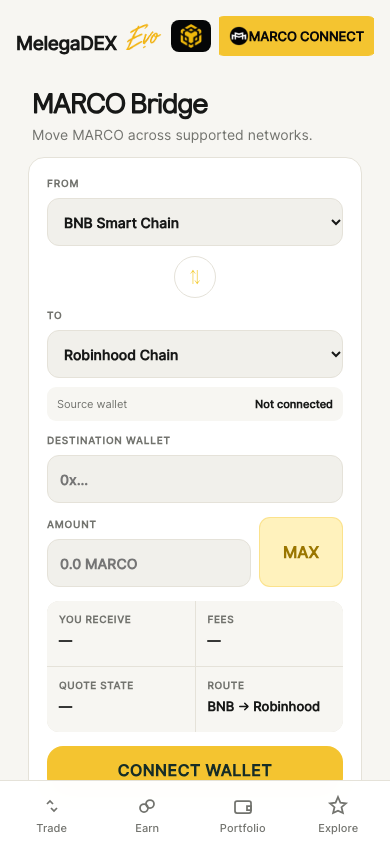 MelegaDEX Evo MARCO CONNECT
MARCO Bridge
Move MARCO across supported networks.
FROM
BNB Smart Chain
TO
Robinhood Chain
Source wallet Not connected
DESTINATION WALLET
0x...
AMOUNT
0.0 MARCO
MAX
YOU RECEIVE
—
FEES
—
QUOTE STATE
—
ROUTE
BNB → Robinhood
CONNECT WALLET
Trade Earn Portfolio Explore